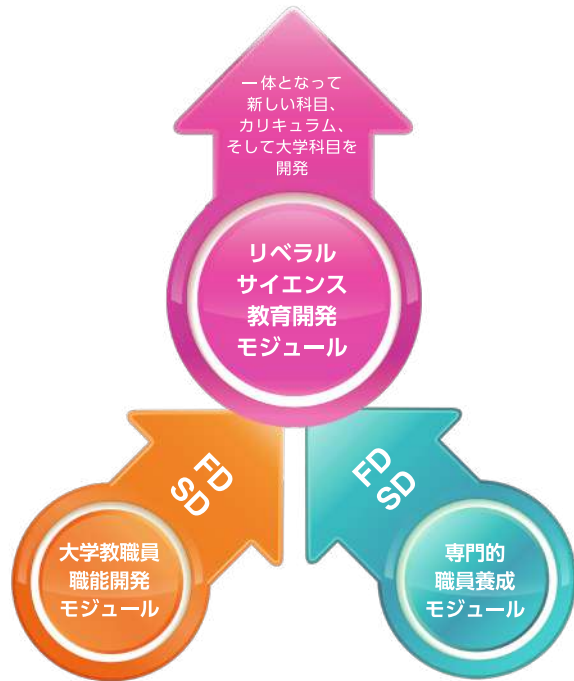 一体となって
新しい科目、
カリキュラム、
そして大学科目を
開発
リベラル
サイエンス
教育開発
モジュール
FD
SD
FD
SD
大学教職員
職能開発
モジュール
専門的
職員養成
モジュール